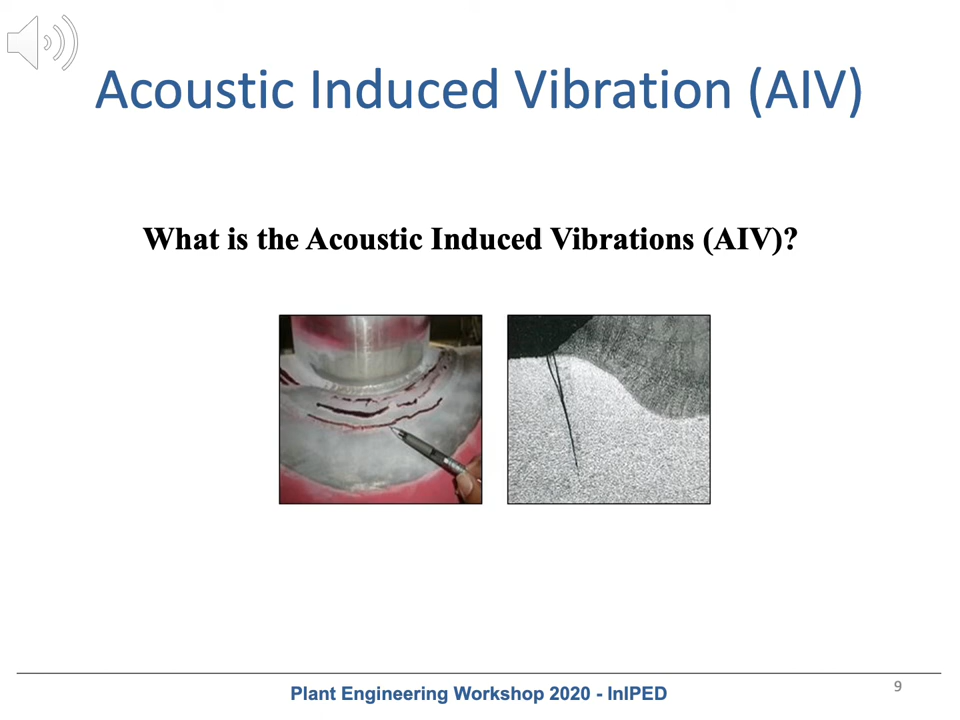 Acoustic Induced Vibration (AIV)
What is the Acoustic Induced Vibrations (AIV)?
Plant Engineering Workshop 2020 - InIPED
9